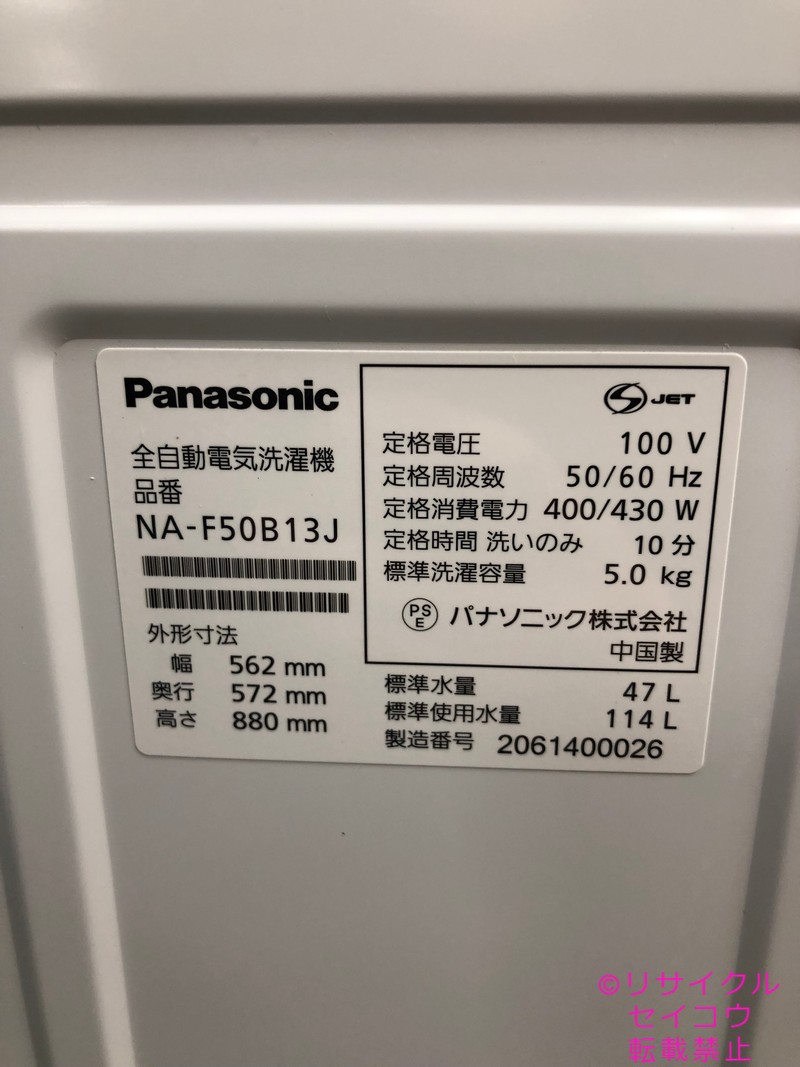 Panasonic
全自動電気洗濯機
品番
NA-F50B13J
外形寸法
幅 562 mm
奥行 572 mm
高さ 880 mm
JET
定格電圧 100 V
定格周波数 50/60 Hz
定格消費電力 400/430 W
定格時間 洗いのみ 10 分
標準洗濯容量 5.0 kg
PS
E
パナソニック株式会社
中国製
標準水量 47 L
標準使用水量 114 L
製造番号 2061400026
©リサイクル
セイコウ
転載禁止